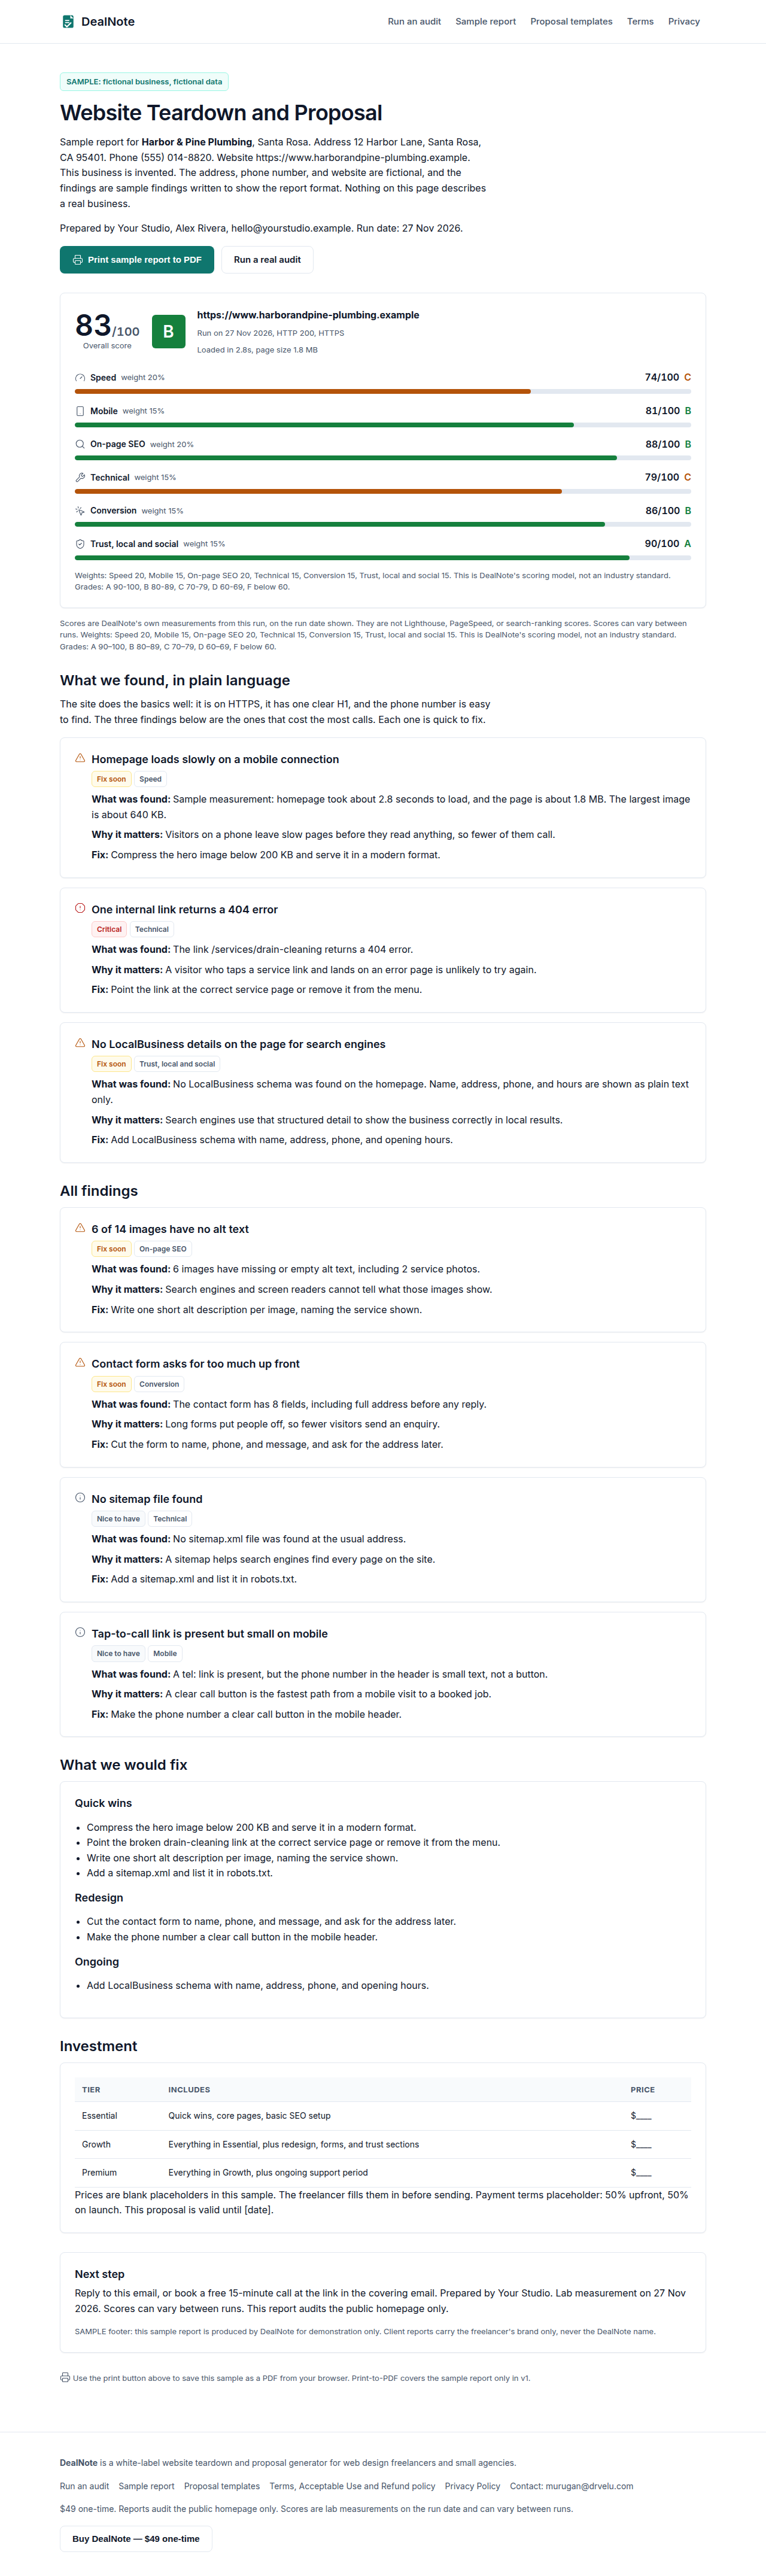 DealNote
Run an audit Sample report Proposal templates Terms Privacy
SAMPLE: fictional business, fictional data
Website Teardown and Proposal
Sample report for Harbor & Pine Plumbing, Santa Rosa. Address 12 Harbor Lane, Santa Rosa,
CA 95401. Phone (555) 014-8820. Website https://www.harborandpine-plumbing.example.
This business is invented. The address, phone number, and website are fictional, and the
findings are sample findings written to show the report format. Nothing on this page describes
a real business.
Prepared by Your Studio, Alex Rivera, hello@yourstudio.example. Run date: 27 Nov 2026.
Print sample report to PDF Run a real audit
83/100
Overall score
B
https://www.harborandpine-plumbing.example
Run on 27 Nov 2026, HTTP 200, HTTPS
Loaded in 2.8s, page size 1.8 MB
Speed weight 20% 74/100 C
Mobile weight 15% 81/100 B
On-page SEO weight 20% 88/100 B
Technical weight 15% 79/100 C
Conversion weight 15% 86/100 B
Trust, local and social weight 15% 90/100 A
Weights: Speed 20, Mobile 15, On-page SEO 20, Technical 15, Conversion 15, Trust, local and social 15. This is DealNote's scoring model, not an industry standard.
Grades: A 90-100, B 80-89, C 70-79, D 60-69, F below 60.
Scores are DealNote's own measurements from this run, on the run date shown. They are not Lighthouse, PageSpeed, or search-ranking scores. Scores can vary between
runs. Weights: Speed 20, Mobile 15, On-page SEO 20, Technical 15, Conversion 15, Trust, local and social 15. This is DealNote's scoring model, not an industry standard.
Grades: A 90–100, B 80–89, C 70–79, D 60–69, F below 60.
What we found, in plain language
The site does the basics well: it is on HTTPS, it has one clear H1, and the phone number is easy
to find. The three findings below are the ones that cost the most calls. Each one is quick to fix.
Homepage loads slowly on a mobile connection
Fix soon Speed
What was found: Sample measurement: homepage took about 2.8 seconds to load, and the page is about 1.8 MB. The largest image
is about 640 KB.
Why it matters: Visitors on a phone leave slow pages before they read anything, so fewer of them call.
Fix: Compress the hero image below 200 KB and serve it in a modern format.
One internal link returns a 404 error
Critical Technical
What was found: The link /services/drain-cleaning returns a 404 error.
Why it matters: A visitor who taps a service link and lands on an error page is unlikely to try again.
Fix: Point the link at the correct service page or remove it from the menu.
No LocalBusiness details on the page for search engines
Fix soon Trust, local and social
What was found: No LocalBusiness schema was found on the homepage. Name, address, phone, and hours are shown as plain text
only.
Why it matters: Search engines use that structured detail to show the business correctly in local results.
Fix: Add LocalBusiness schema with name, address, phone, and opening hours.
All findings
6 of 14 images have no alt text
Fix soon On-page SEO
What was found: 6 images have missing or empty alt text, including 2 service photos.
Why it matters: Search engines and screen readers cannot tell what those images show.
Fix: Write one short alt description per image, naming the service shown.
Contact form asks for too much up front
Fix soon Conversion
What was found: The contact form has 8 fields, including full address before any reply.
Why it matters: Long forms put people off, so fewer visitors send an enquiry.
Fix: Cut the form to name, phone, and message, and ask for the address later.
No sitemap file found
Nice to have Technical
What was found: No sitemap.xml file was found at the usual address.
Why it matters: A sitemap helps search engines find every page on the site.
Fix: Add a sitemap.xml and list it in robots.txt.
Tap-to-call link is present but small on mobile
Nice to have Mobile
What was found: A tel: link is present, but the phone number in the header is small text, not a button.
Why it matters: A clear call button is the fastest path from a mobile visit to a booked job.
Fix: Make the phone number a clear call button in the mobile header.
What we would fix
Quick wins
• Compress the hero image below 200 KB and serve it in a modern format.
• Point the broken drain-cleaning link at the correct service page or remove it from the menu.
• Write one short alt description per image, naming the service shown.
• Add a sitemap.xml and list it in robots.txt.
Redesign
• Cut the contact form to name, phone, and message, and ask for the address later.
• Make the phone number a clear call button in the mobile header.
Ongoing
• Add LocalBusiness schema with name, address, phone, and opening hours.
Investment
TIER INCLUDES PRICE
Essential Quick wins, core pages, basic SEO setup $____
Growth Everything in Essential, plus redesign, forms, and trust sections $____
Premium Everything in Growth, plus ongoing support period $____
Prices are blank placeholders in this sample. The freelancer fills them in before sending. Payment terms placeholder: 50% upfront, 50%
on launch. This proposal is valid until [date].
Next step
Reply to this email, or book a free 15-minute call at the link in the covering email. Prepared by Your Studio. Lab measurement on 27 Nov
2026. Scores can vary between runs. This report audits the public homepage only.
SAMPLE footer: this sample report is produced by DealNote for demonstration only. Client reports carry the freelancer's brand only, never the DealNote name.
Use the print button above to save this sample as a PDF from your browser. Print-to-PDF covers the sample report only in v1.
DealNote is a white-label website teardown and proposal generator for web design freelancers and small agencies.
Run an audit Sample report Proposal templates Terms, Acceptable Use and Refund policy Privacy Policy Contact: murugan@drvelu.com
$49 one-time. Reports audit the public homepage only. Scores are lab measurements on the run date and can vary between runs.
Buy DealNote — $49 one-time